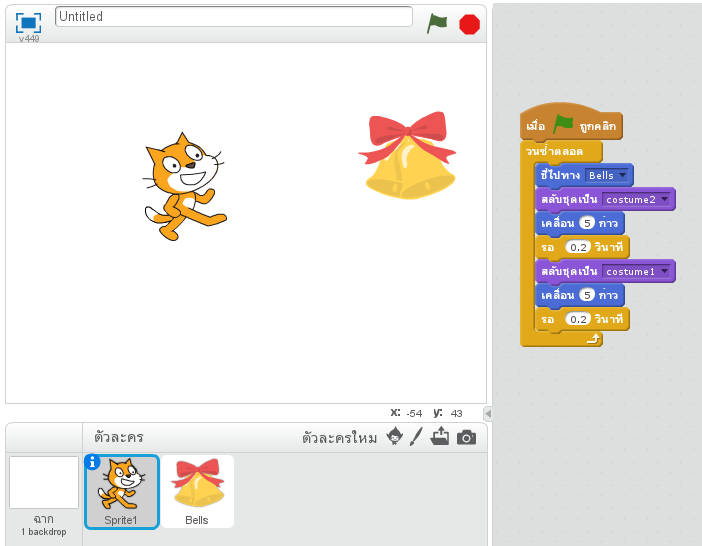 Untitled
v449
เมื่อ ถูกคลิก
วนซ้ำตลอด
ชี้ไปทาง Bells
สลับชุดเป็น costume2
เคลื่อน 5 ก้าว
รอ 0.2 วินาที
สลับชุดเป็น costume1
เคลื่อน 5 ก้าว
รอ 0.2 วินาที
x: -54 y: 43
ตัวละคร ตัวละครใหม่
ฉาก
1 backdrop
Sprite1
Bells